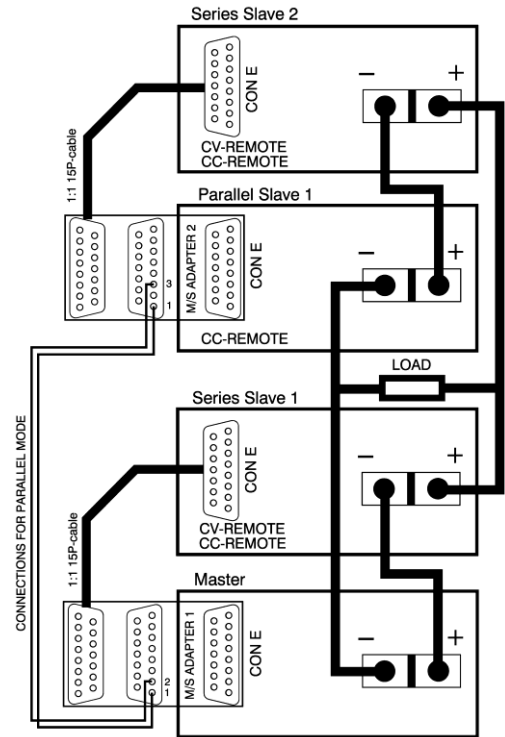 Series Slave 2
− +
CON E
1:1 15P-cable
CV-REMOTE
CC-REMOTE
Parallel Slave 1
− +
M/S ADAPTER 2
CON E
3
1
CC-REMOTE
LOAD
CONNECTIONS FOR PARALLEL MODE
Series Slave 1
− +
CON E
1:1 15P-cable
CV-REMOTE
CC-REMOTE
Master
− +
M/S ADAPTER 1
CON E
2
1